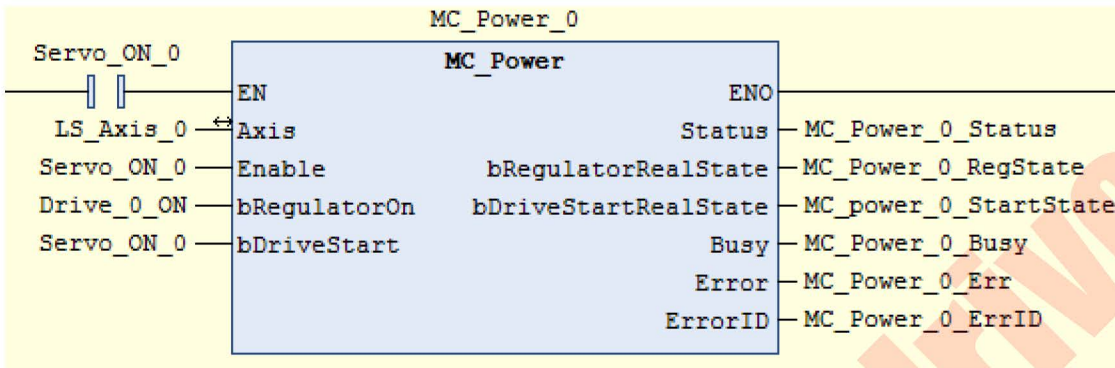 MC_Power_0
Servo_ON_0
MC_Power
EN ENO
LS_Axis_0 Axis Status MC_Power_0_Status
Servo_ON_0 Enable bRegulatorRealState MC_Power_0_RegState
Drive_0_ON bRegulatorOn bDriveStartRealState MC_power_0_StartState
Servo_ON_0 bDriveStart Busy MC_Power_0_Busy
Error MC_Power_0_Err
ErrorID MC_Power_0_ErrID